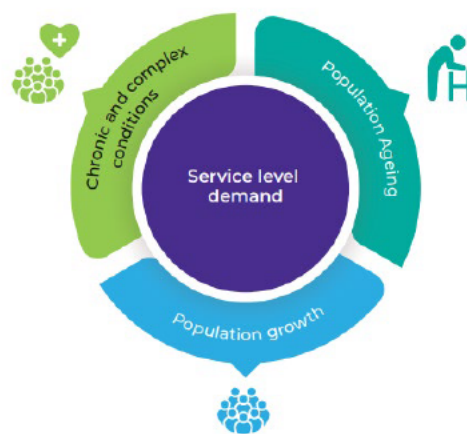 Chronic and complex
conditions
Population Ageing
Service level
demand
Population growth